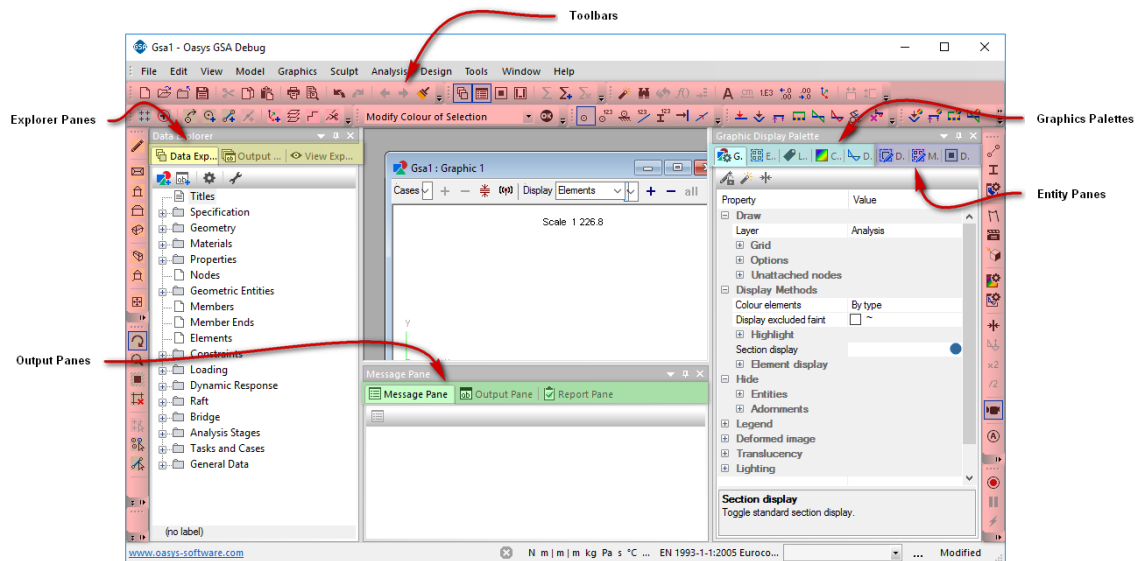 Toolbars
Gsa1 - Oasys GSA Debug
File Edit View Model Graphics Sculpt Analysis Design Tools Window Help
Explorer Panes
Modify Colour of Selection
Graphics Palettes
Graphic Display Palette
Data Exp... Output ... View Exp...
Gsa1 : Graphic 1
G. E.. L.. C.. D. D. M. D.
Cases Display Elements all
Entity Panes
Titles
Specification
Geometry
Materials
Properties
Nodes
Geometric Entities
Members
Member Ends
Elements
Constraints
Loading
Dynamic Response
Raft
Bridge
Analysis Stages
Tasks and Cases
General Data
(no label)
Scale 1 226.8
y
Output Panes
Message Pane
Message Pane Output Pane Report Pane
Property Value
Draw
Layer Analysis
Grid
Options
Unattached nodes
Display Methods
Colour elements By type
Display excluded faint ~
Highlight
Section display
Element display
Hide
Entities
Adornments
Legend
Deformed image
Translucency
Lighting
Section display
Toggle standard section display.
www.oasys-software.com N m | m | m kg Pa s °C ... EN 1993-1-1:2005 Euroco... ... Modified